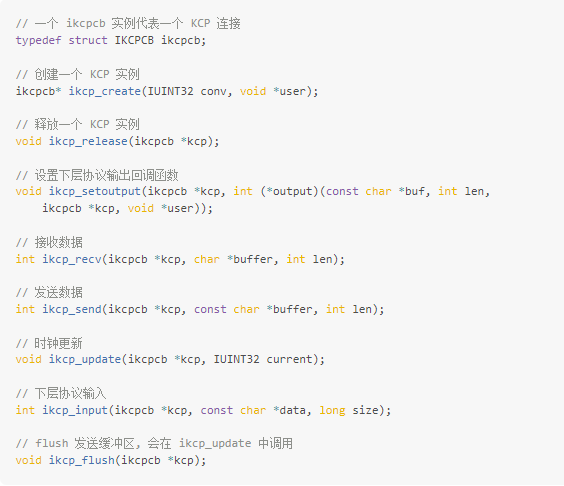 // 一个 ikcpcb 实例代表一个 KCP 连接
typedef struct IKCPCB ikcpcb;
// 创建一个 KCP 实例
ikcpcb* ikcp_create(IUINT32 conv, void *user);
// 释放一个 KCP 实例
void ikcp_release(ikcpcb *kcp);
// 设置下层协议输出回调函数
void ikcp_setoutput(ikcpcb *kcp, int (*output)(const char *buf, int len,
    ikcpcb *kcp, void *user));
// 接收数据
int ikcp_recv(ikcpcb *kcp, char *buffer, int len);
// 发送数据
int ikcp_send(ikcpcb *kcp, const char *buffer, int len);
// 时钟更新
void ikcp_update(ikcpcb *kcp, IUINT32 current);
// 下层协议输入
int ikcp_input(ikcpcb *kcp, const char *data, long size);
// flush 发送缓冲区, 会在 ikcp_update 中调用
void ikcp_flush(ikcpcb *kcp);